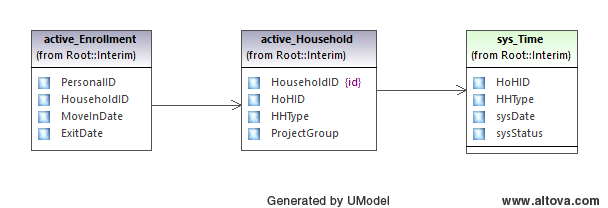 active_Enrollment
(from Root::Interim)
PersonalID
HouseholdID
MoveInDate
ExitDate
active_Household
(from Root::Interim)
HouseholdID {id}
HoHID
HHType
ProjectGroup
sys_Time
(from Root::Interim)
HoHID
HHType
sysDate
sysStatus
Generated by UModel
www.altova.com